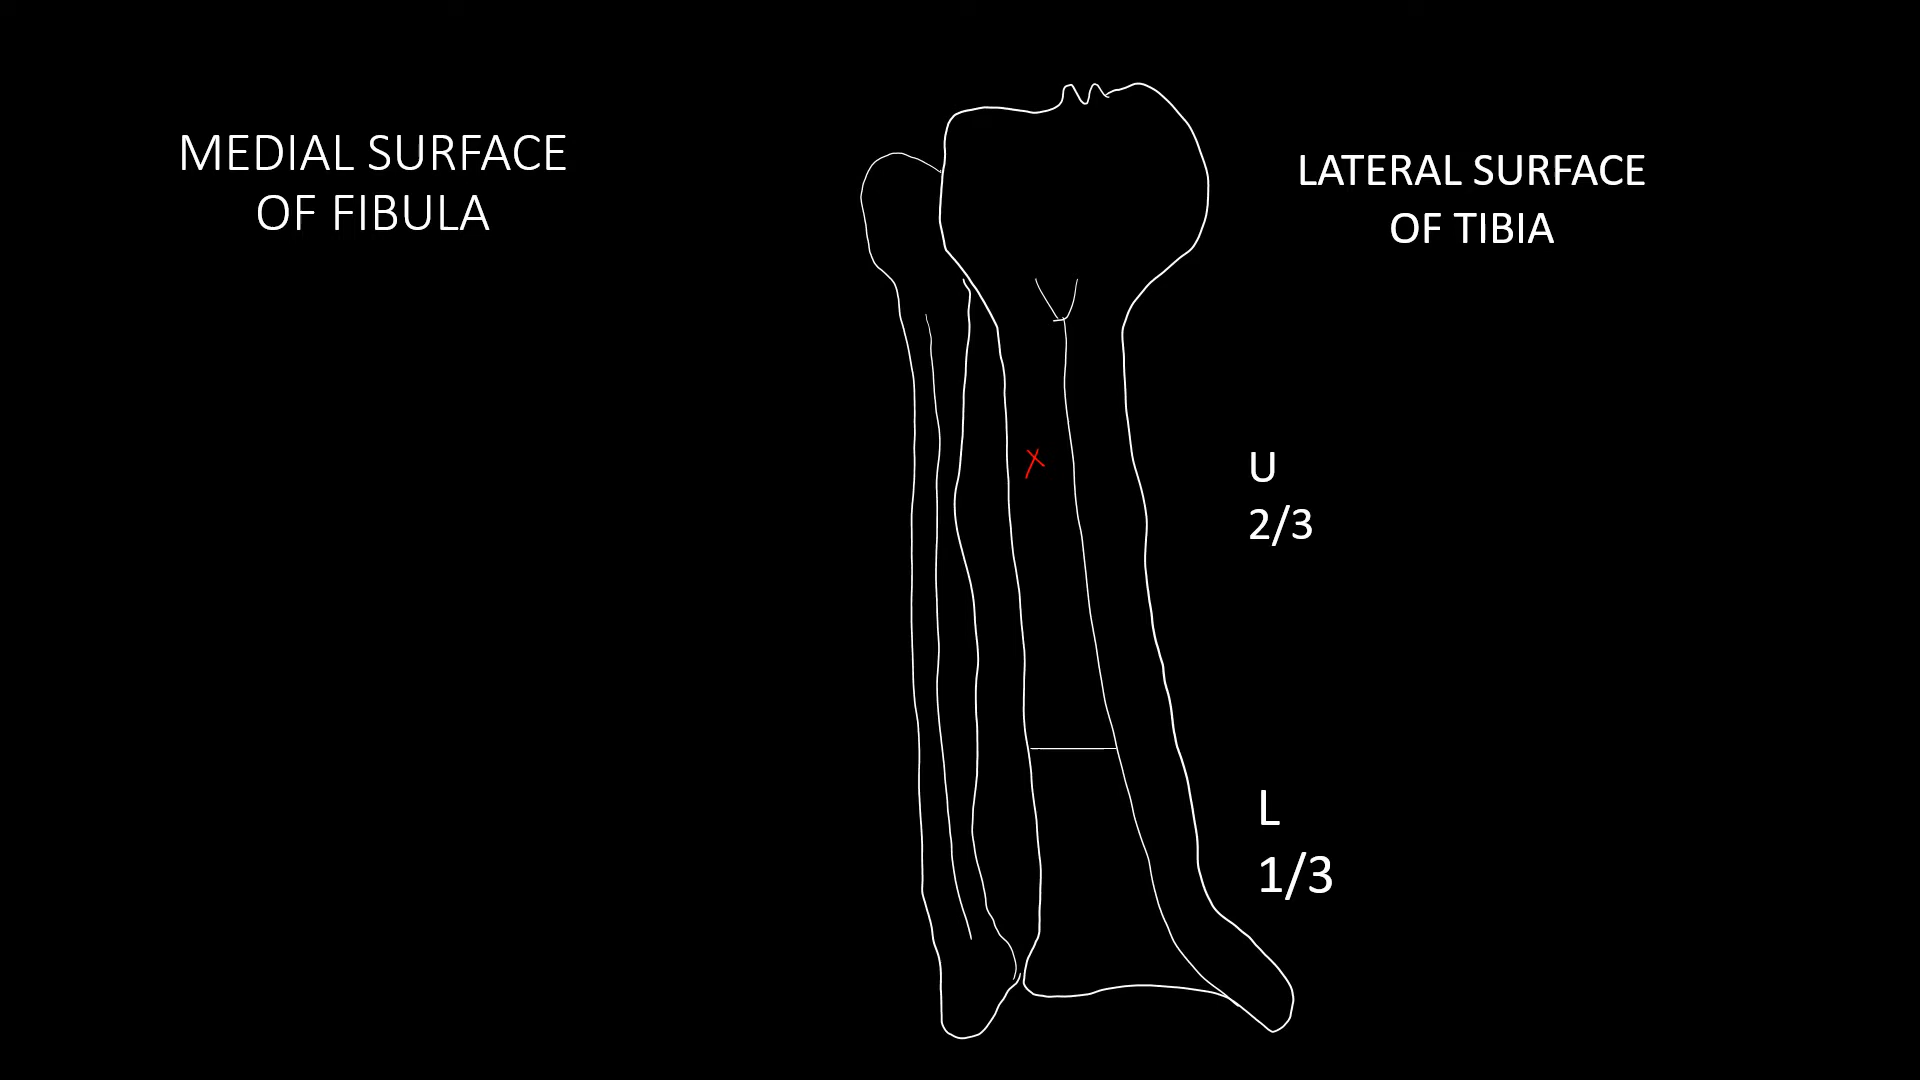 MEDIAL SURFACE
OF FIBULA
LATERAL SURFACE
OF TIBIA
U
2/3
L
1/3